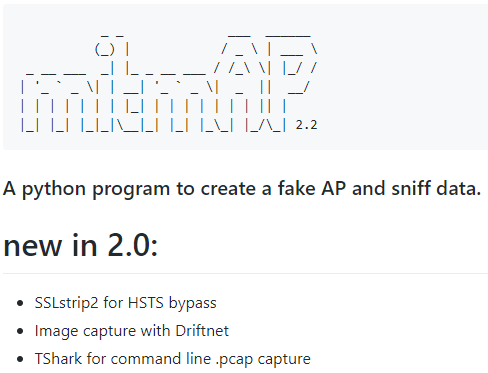 mitmAP 2.2
A python program to create a fake AP and sniff data.
new in 2.0:
SSLstrip2 for HSTS bypass
Image capture with Driftnet
TShark for command line .pcap capture